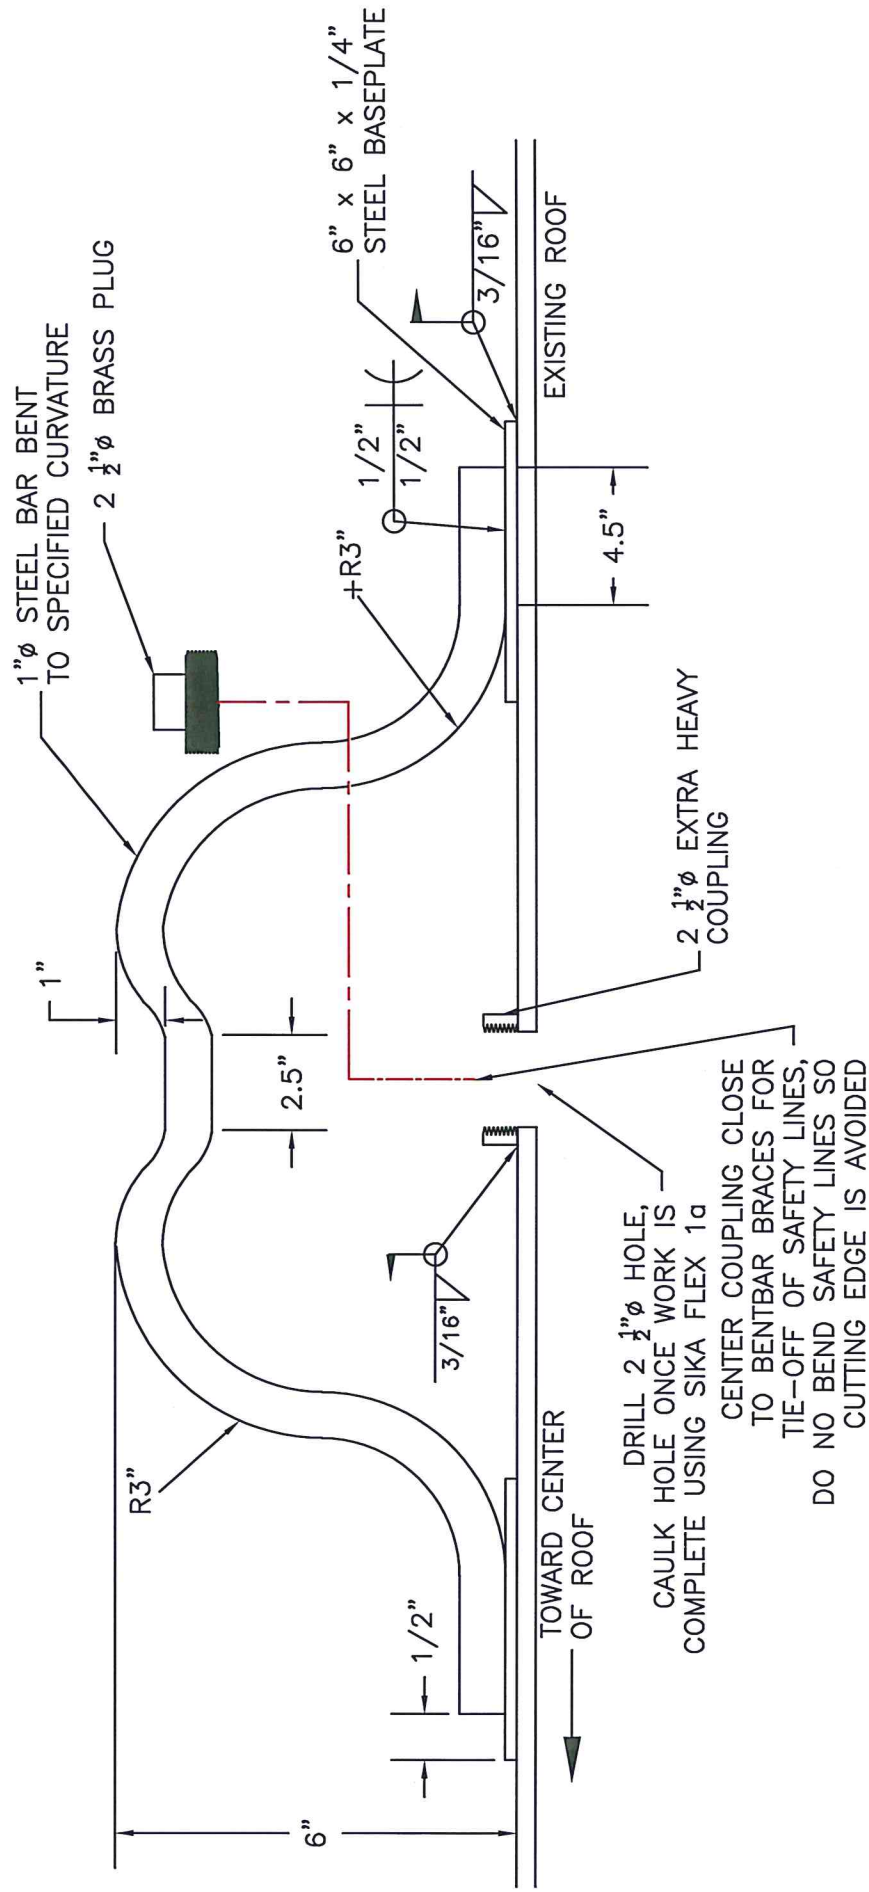 1"ø STEEL BAR BENT
TO SPECIFIED CURVATURE
2 1/2"ø BRASS PLUG
6" x 6" x 1/4"
STEEL BASEPLATE
1"
R3"
+R3"
1/2"
1/2"
3/16"
2.5"
3/16"
6"
1/2"
4.5"
EXISTING ROOF
TOWARD CENTER
OF ROOF
2 1/2"ø EXTRA HEAVY
COUPLING
DRILL 2 1/2"ø HOLE,
CAULK HOLE ONCE WORK IS
COMPLETE USING SIKA FLEX 1a
CENTER COUPLING CLOSE
TO BENTBAR BRACES FOR
TIE-OFF OF SAFETY LINES,
DO NO BEND SAFETY LINES SO
CUTTING EDGE IS AVOIDED